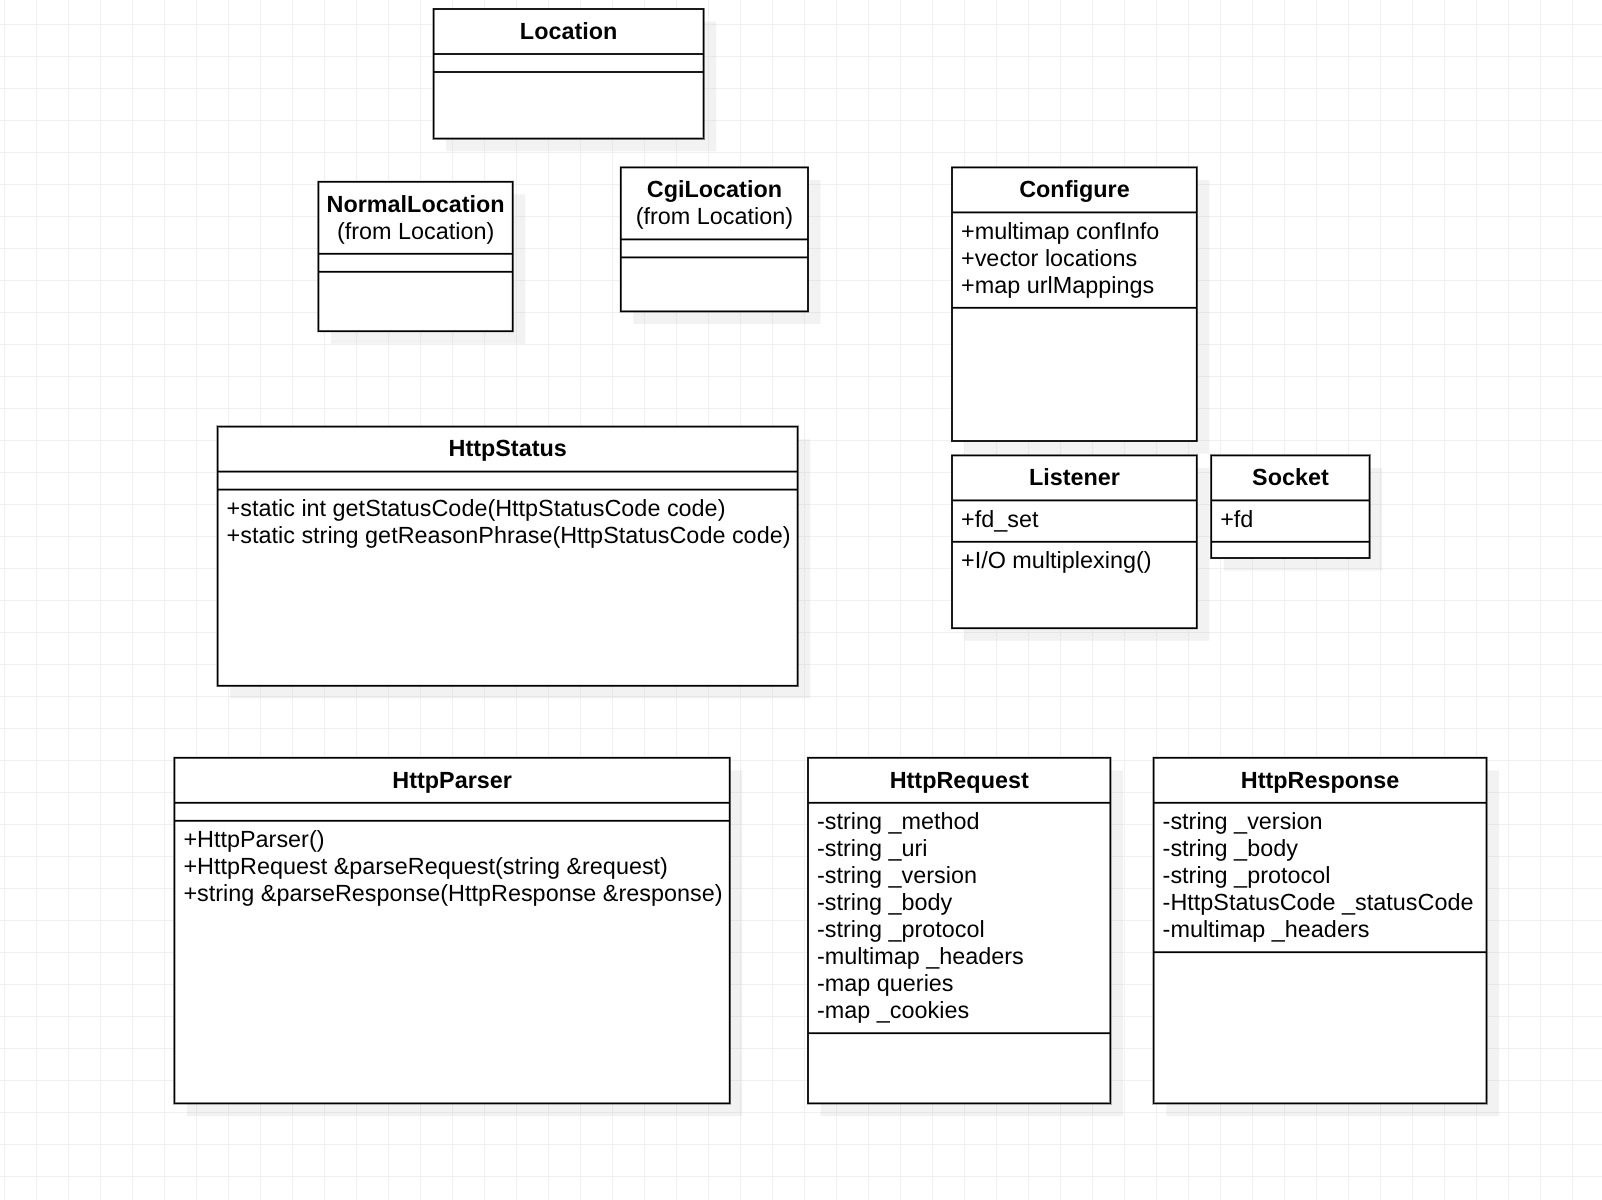 Location
NormalLocation
(from Location)
CgiLocation
(from Location)
Configure
+multimap confInfo
+vector locations
+map urlMappings
HttpStatus
+static int getStatusCode(HttpStatusCode code)
+static string getReasonPhrase(HttpStatusCode code)
Listener
+fd_set
+I/O multiplexing()
Socket
+fd
HttpParser
+HttpParser()
+HttpRequest &parseRequest(string &request)
+string &parseResponse(HttpResponse &response)
HttpRequest
-string _method
-string _uri
-string _version
-string _body
-string _protocol
-multimap _headers
-map queries
-map _cookies
HttpResponse
-string _version
-string _body
-string _protocol
-HttpStatusCode _statusCode
-multimap _headers